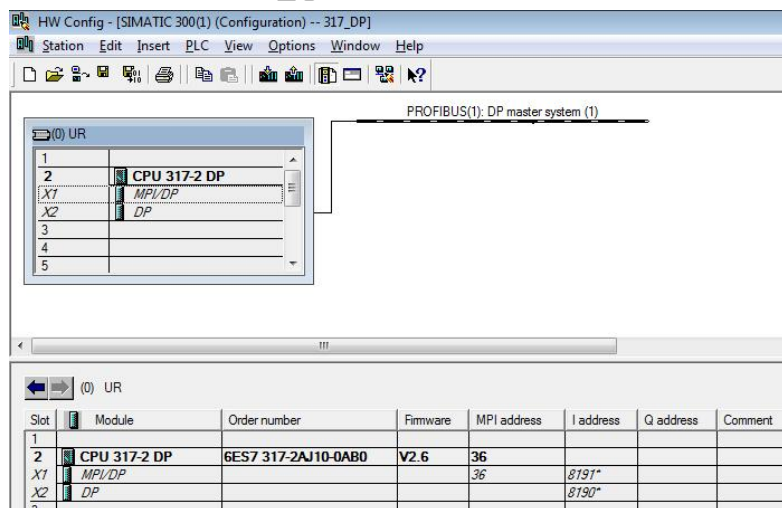 HW Config - [SIMATIC 300(1) (Configuration) -- 317_DP]
Station Edit Insert PLC View Options Window Help
PROFIBUS(1): DP master system (1)
(0) UR
1
2 CPU 317-2 DP
X1 MPI/DP
X2 DP
3
4
5
(0) UR
Slot Module Order number Firmware MPI address I address Q address Comment
1
2 CPU 317-2 DP 6ES7 317-2AJ10-0AB0 V2.6 36
X1 MPI/DP 36 8191*
X2 DP 8190*